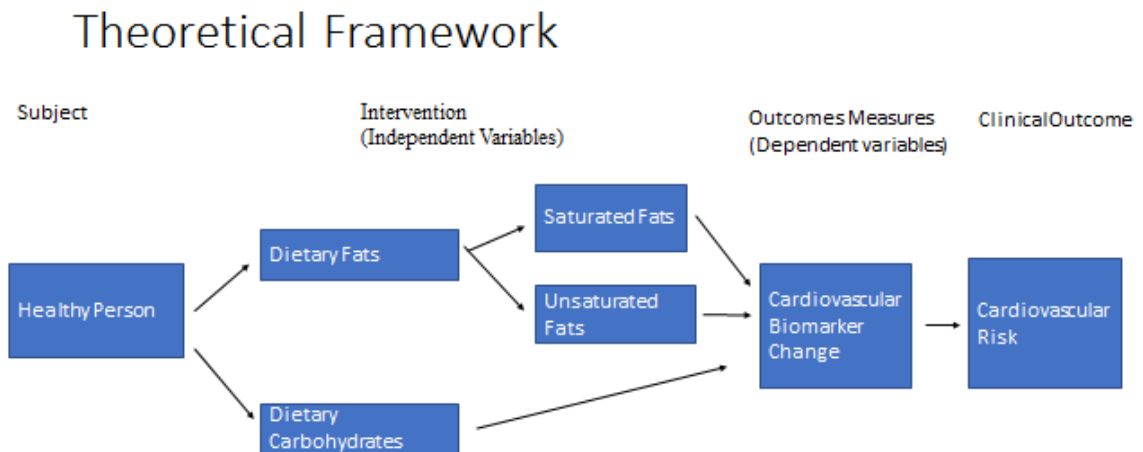 Theoretical Framework
Subject
Intervention
(Independent Variables)
Outcomes Measures
(Dependent variables)
ClinicalOutcome
Healthy Person
Dietary Fats
Dietary
Carbohydrates
Saturated Fats
Unsaturated
Fats
Cardiovascular
Biomarker
Change
Cardiovascular
Risk